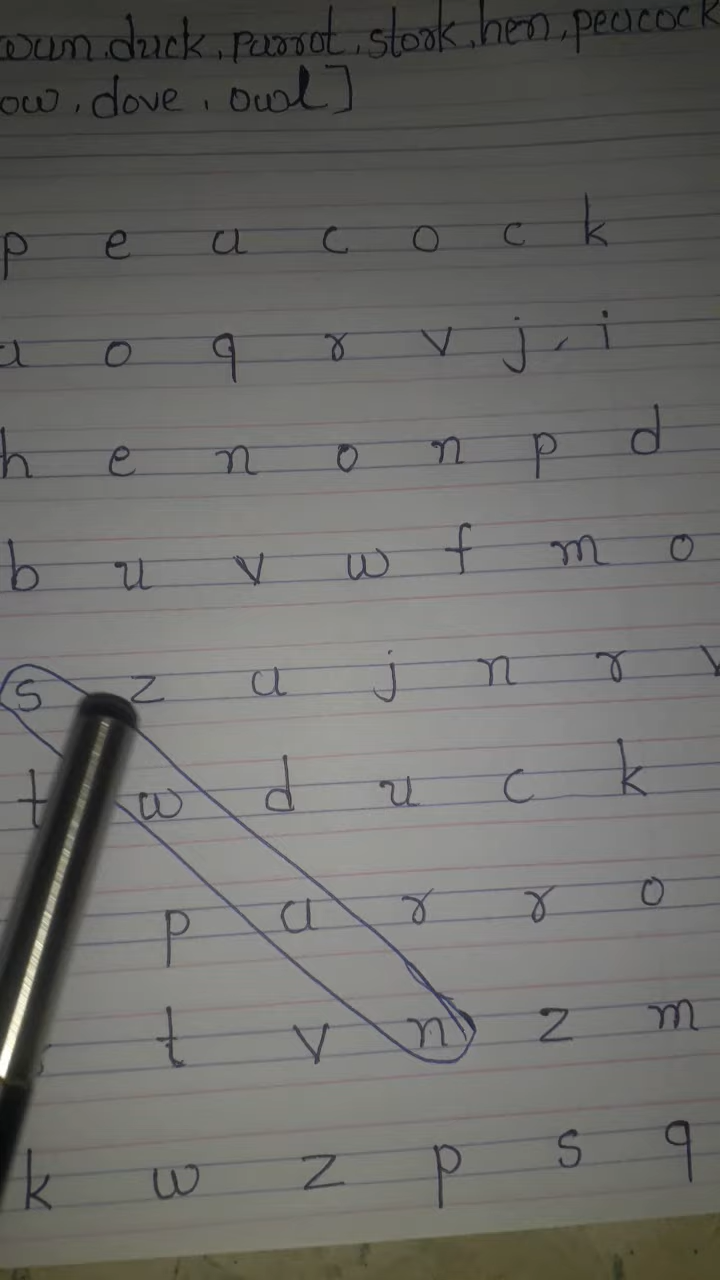 duck, parrot, stork, hen, peacock
ow, dove, owl]
p e a c o c k
a o q r v j, i
h e n o n p d
b u v w f m o
s z a j n r v
t w d u c k
p a r r o
t v n z m
k w z p s q